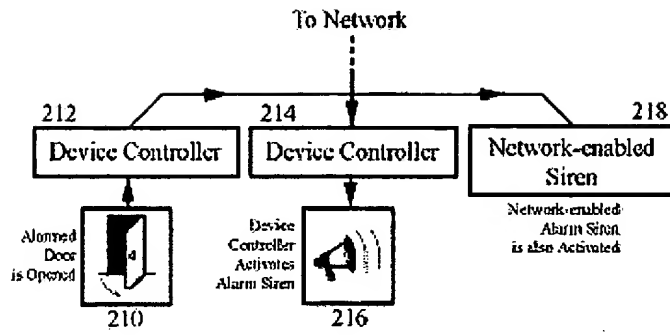 To Network
212
214
218
Device Controller
Device Controller
Network-enabled
Siren
Alarmed
Door
is Opened
Device
Controller
Activates
Alarm Siren
Network-enabled
Alarm Siren
is also Activated
210
216